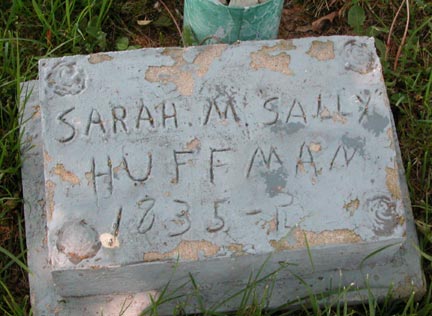 SARAH. M. SALLY
HUFFMAN
1835-?